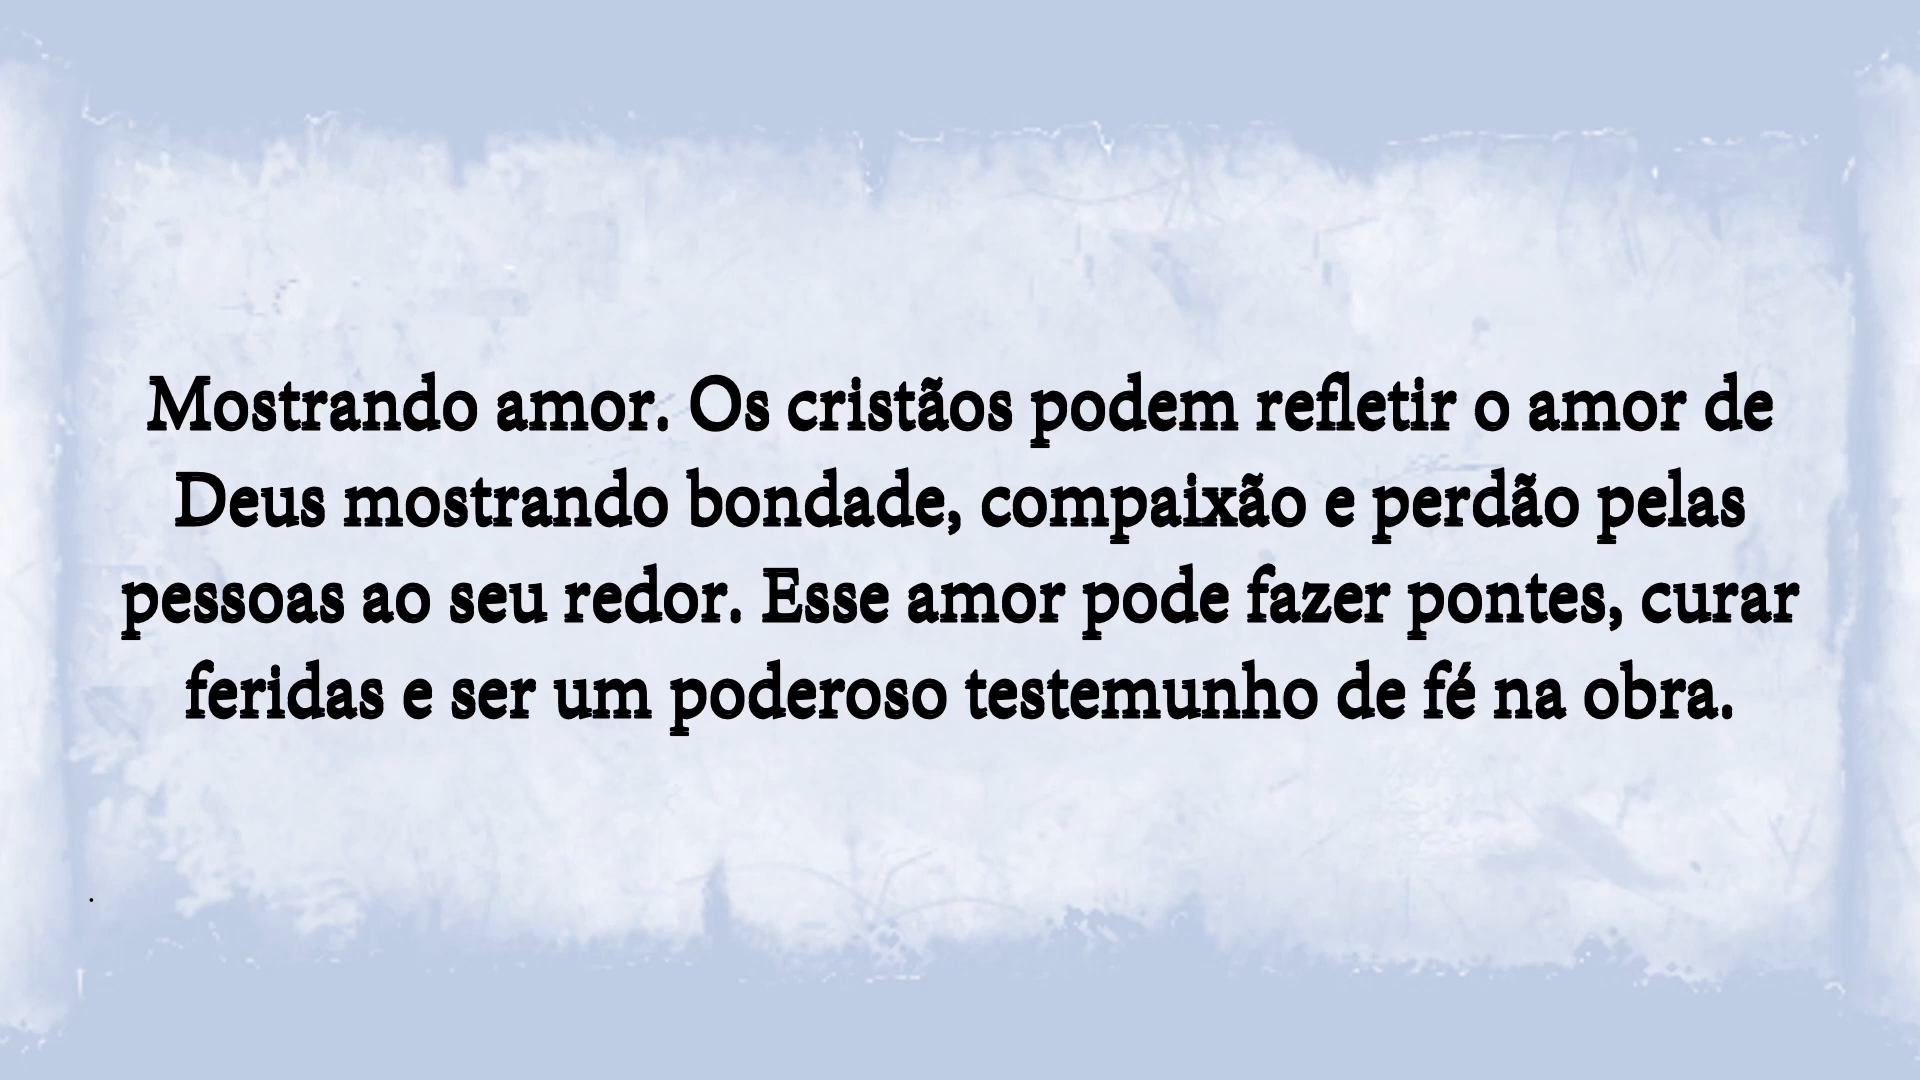 Mostrando amor. Os cristãos podem refletir o amor de
Deus mostrando bondade, compaixão e perdão pelas
pessoas ao seu redor. Esse amor pode fazer pontes, curar
feridas e ser um poderoso testemunho de fé na obra.
.